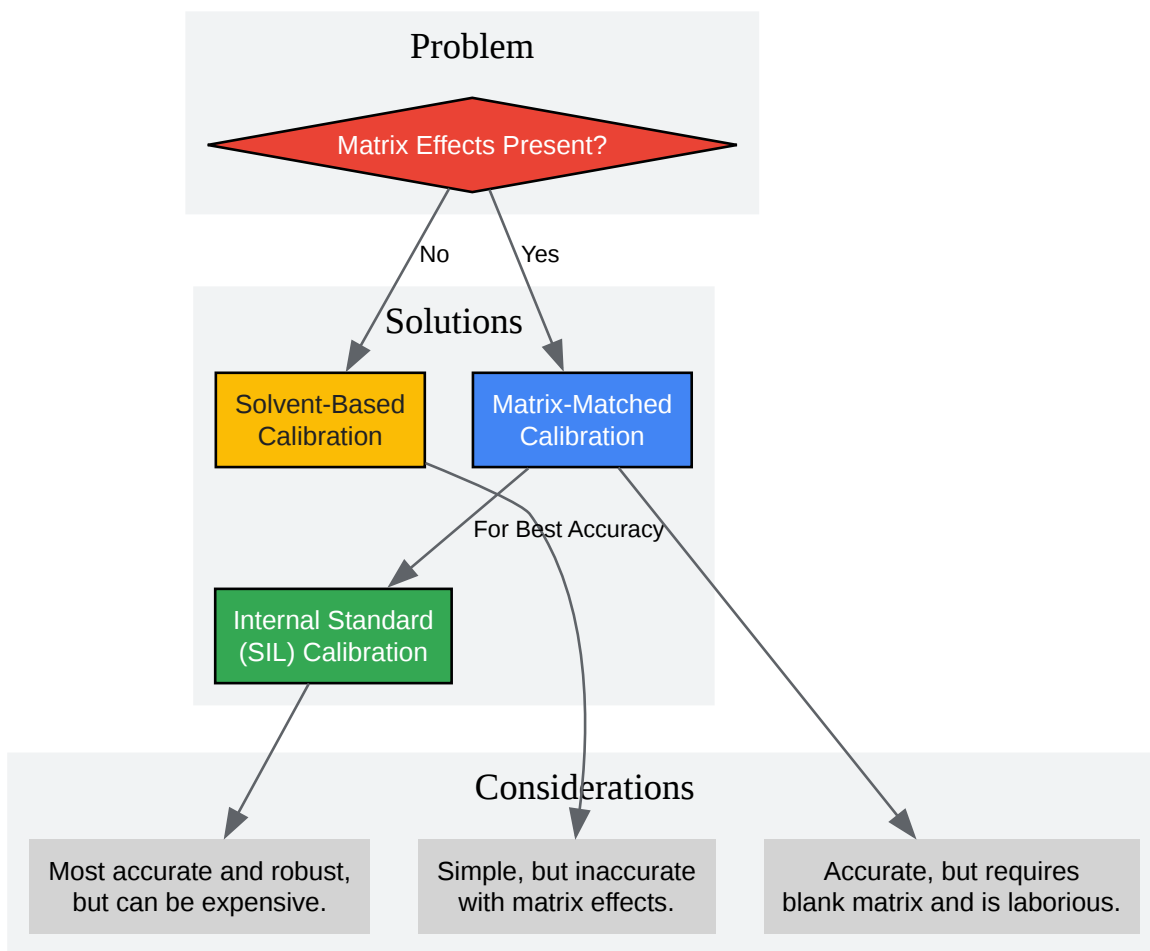 Problem
Matrix Effects Present?
No
Yes
Solutions
Solvent-Based
Calibration
Matrix-Matched
Calibration
For Best Accuracy
Internal Standard
(SIL) Calibration
Considerations
Most accurate and robust,
but can be expensive.
Simple, but inaccurate
with matrix effects.
Accurate, but requires
blank matrix and is laborious.